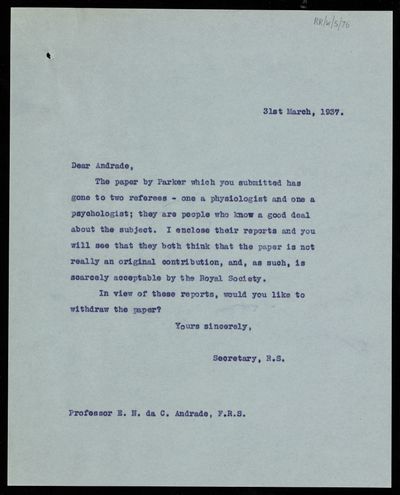 RR/W/5/76
31st March, 1937.
Dear Andrade,
The paper by Parker which you submitted has
gone to two referees - one a physiologist and one a
psychologist; they are people who know a good deal
about the subject. I enclose their reports and you
will see that they both think that the paper is not
really an original contribution, and, as such, is
scarcely acceptable by the Royal Society.
In view of these reports, would you like to
withdraw the paper?
Yours sincerely,
Secretary, R.S.
Professor E. N. da C. Andrade, F.R.S.